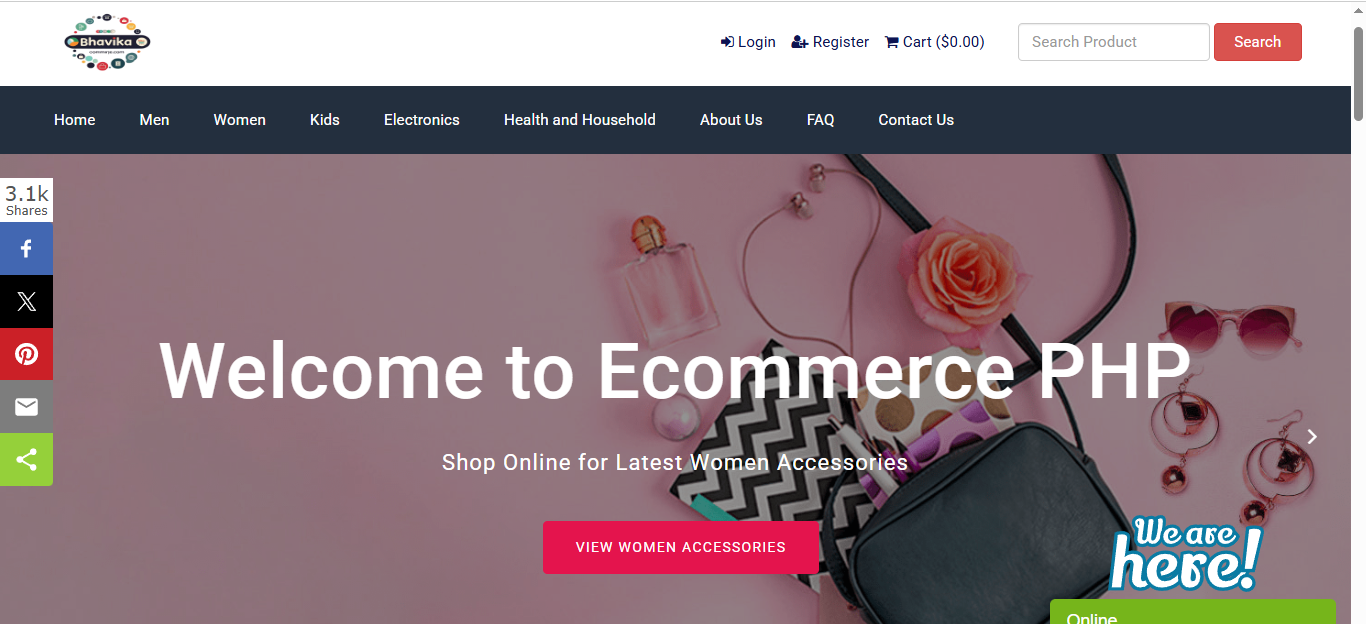 Bhavika
Login Register Cart ($0.00) Search Product Search
Home Men Women Kids Electronics Health and Household About Us FAQ Contact Us
3.1k
Shares
Welcome to Ecommerce PHP
Shop Online for Latest Women Accessories
VIEW WOMEN ACCESSORIES
We are
here!
Online